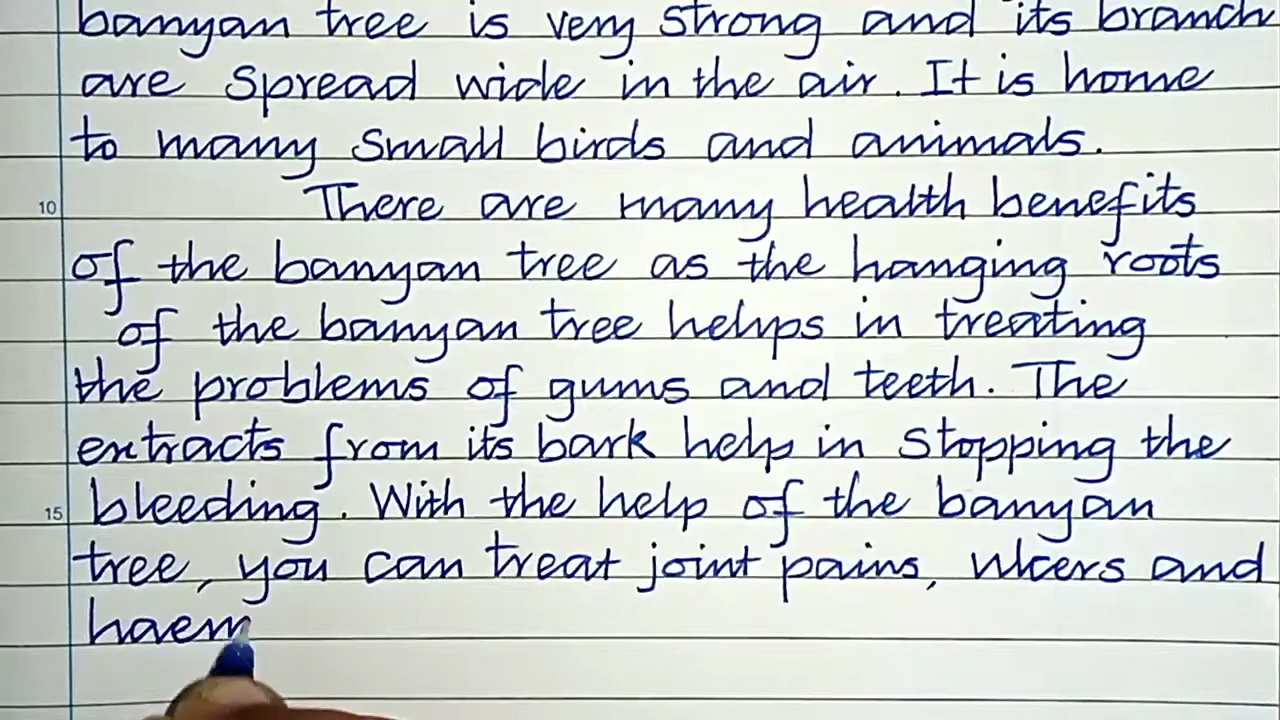 banyan tree is very strong and its branch
are spread wide in the air. It is home
to many small birds and animals.
10 There are many health benefits
of the banyan tree as the hanging roots
of the banyan tree helps in treating
the problems of gums and teeth. The
extracts from its bark help in stopping the
15 bleeding. With the help of the banyan
tree, you can treat joint pains, ulcers and
haem